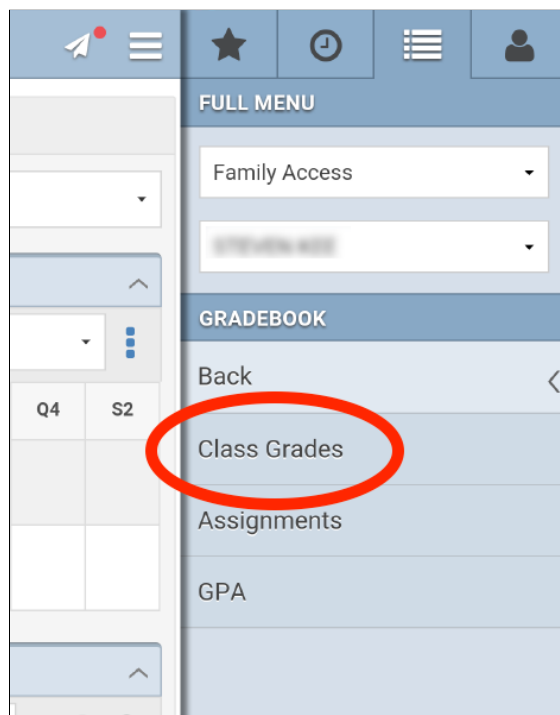 FULL MENU
Family Access
GRADEBOOK
Back
Q4 S2
Class Grades
Assignments
GPA